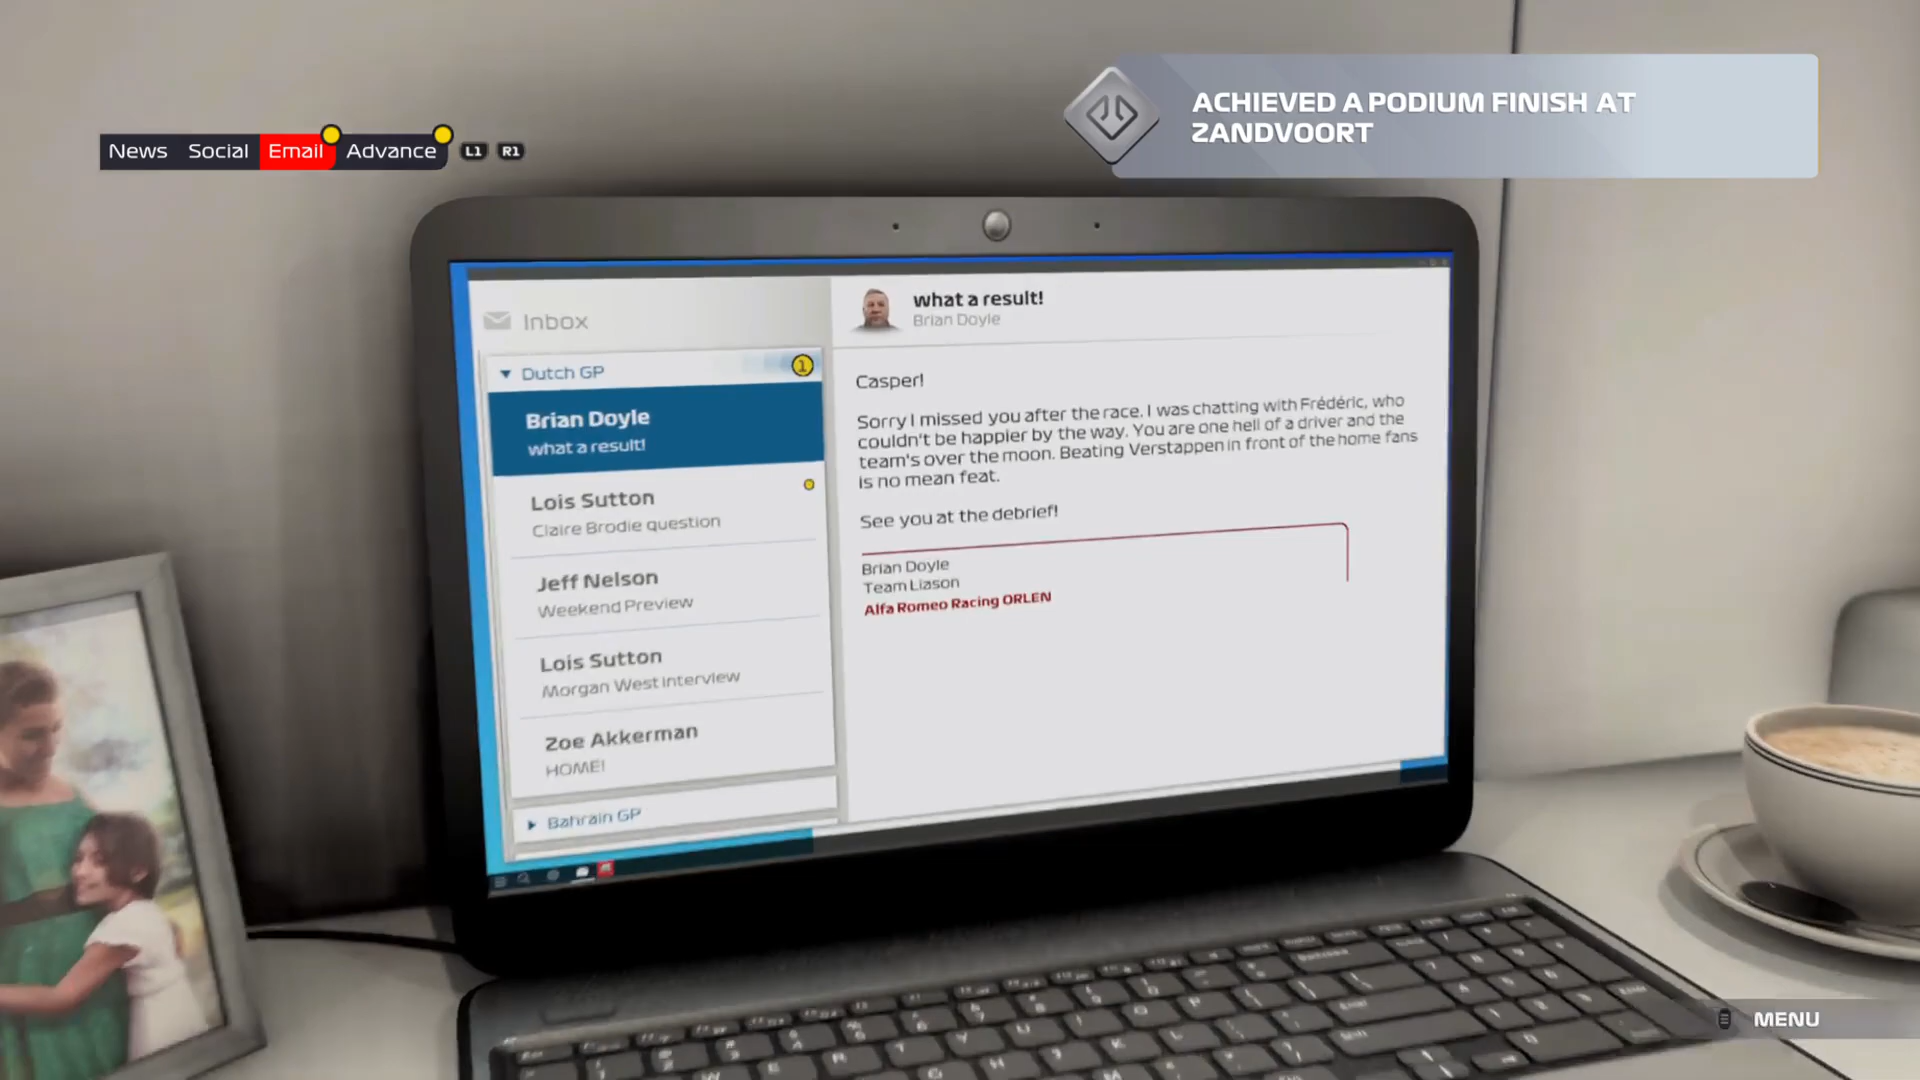 ACHIEVED A PODIUM FINISH AT
ZANDVOORT
News Social Email Advance L1 R1
Inbox
Dutch GP 1
Brian Doyle
what a result!
Lois Sutton
Claire Brodie question
Jeff Nelson
Weekend Preview
Lois Sutton
Morgan West interview
Zoe Akkerman
HOME!
Bahrain GP
what a result!
Brian Doyle
Casper!
Sorry I missed you after the race. I was chatting with Frédéric, who
couldn't be happier by the way. You are one hell of a driver and the
team's over the moon. Beating Verstappen in front of the home fans
is no mean feat.
See you at the debrief!
Brian Doyle
Team Liason
Alfa Romeo Racing ORLEN
MENU